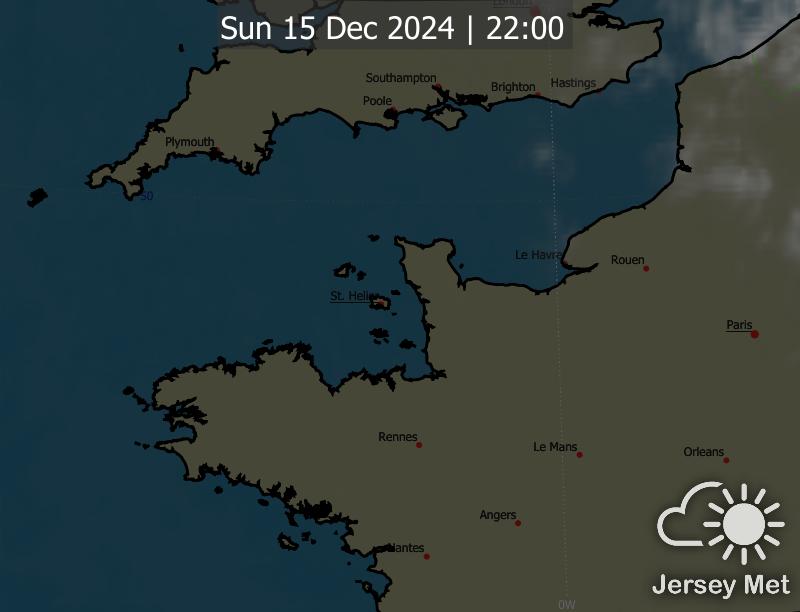 London
Sun 15 Dec 2024 | 22:00
Southampton
Brighton
Hastings
Poole
Plymouth
50
Le Havre
Rouen
St. Helier
Paris
Rennes
Le Mans
Orleans
Angers
Nantes
Jersey Met
0W